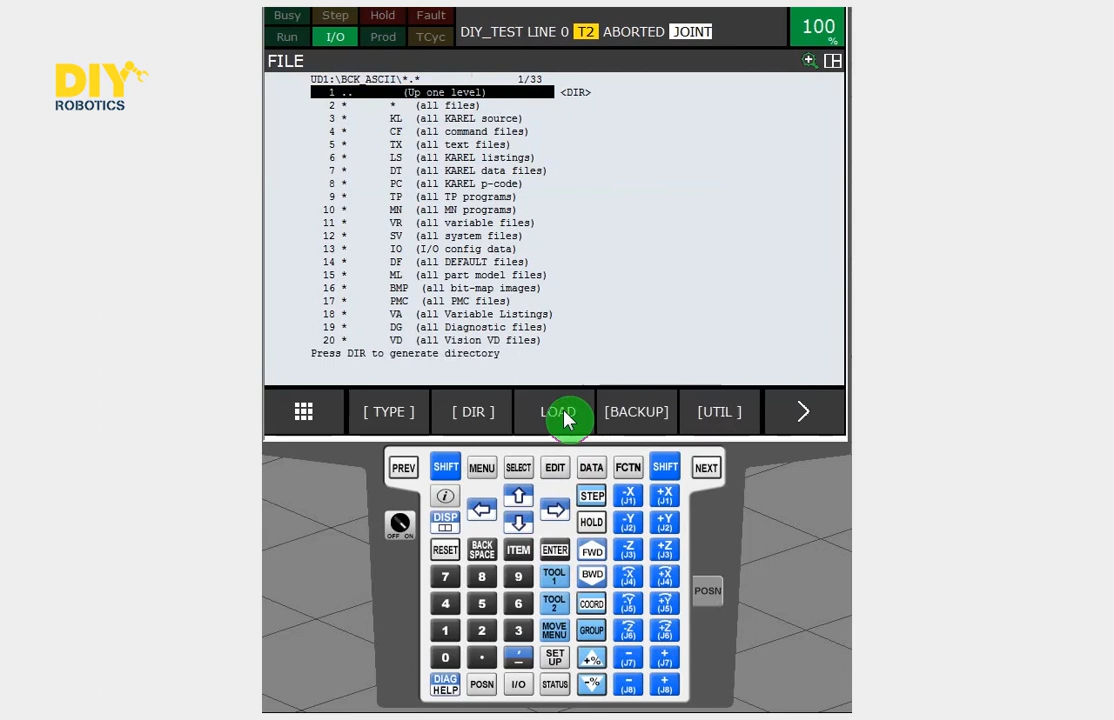 Busy Step Hold Fault
Run I/O Prod TCyc
DIY_TEST LINE 0 T2 ABORTED JOINT
100
%
FILE
DIY
ROBOTICS
UD1:\BCK_ASCII\*.* 1/33
1 .. (Up one level) <DIR>
2 * * (all files)
3 * KL (all KAREL source)
4 * CF (all command files)
5 * TX (all text files)
6 * LS (all KAREL listings)
7 * DT (all KAREL data files)
8 * PC (all KAREL p-code)
9 * TP (all TP programs)
10 * MN (all MN programs)
11 * VR (all variable files)
12 * SV (all system files)
13 * IO (I/O config data)
14 * DF (all DEFAULT files)
15 * ML (all part model files)
16 * BMP (all bit-map images)
17 * PMC (all PMC files)
18 * VA (all Variable Listings)
19 * DG (all Diagnostic files)
20 * VD (all Vision VD files)
Press DIR to generate directory
[ TYPE ] [ DIR ] LOAD [BACKUP] [UTIL ] >
PREV SHIFT MENU SELECT EDIT DATA FCTN SHIFT NEXT
i STEP -X (J1) +X (J1)
OFF ON DISP HOLD -Y (J2) +Y (J2)
RESET BACK SPACE ITEM ENTER FWD -Z (J3) +Z (J3)
7 8 9 TOOL 1 BWD -X (J4) +X (J4)
POSN
4 5 6 TOOL 2 COORD -Y (J5) +Y (J5)
1 2 3 MOVE MENU GROUP -Z (J6) +Z (J6)
0 . , – SET UP +% – (J7) + (J7)
DIAG HELP POSN I/O STATUS -% – (J8) + (J8)